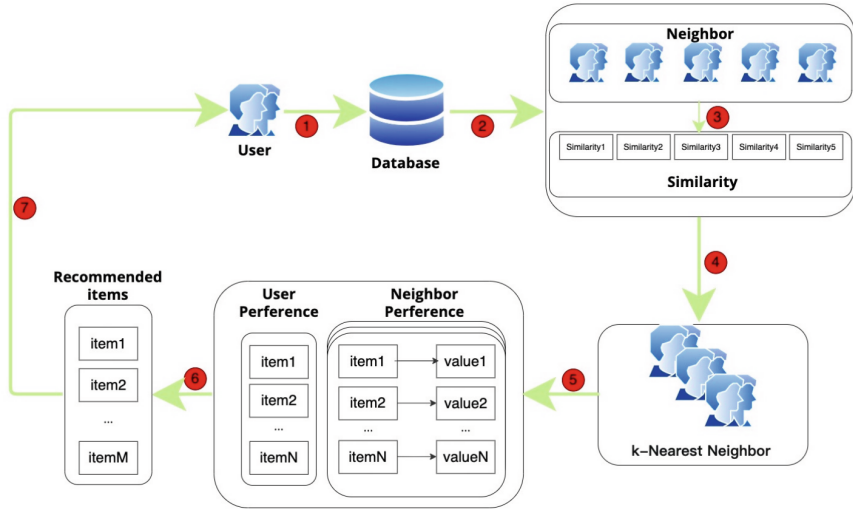 Neighbor
1
2
3
User
Database
Similarity1 Similarity2 Similarity3 Similarity4 Similarity5
Similarity
7
4
Recommended
items
item1
item2
...
itemM
6
User
Perference
item1
item2
...
itemN
Neighbor
Perference
item1 value1
item2 value2
... ...
itemN valueN
5
k-Nearest Neighbor